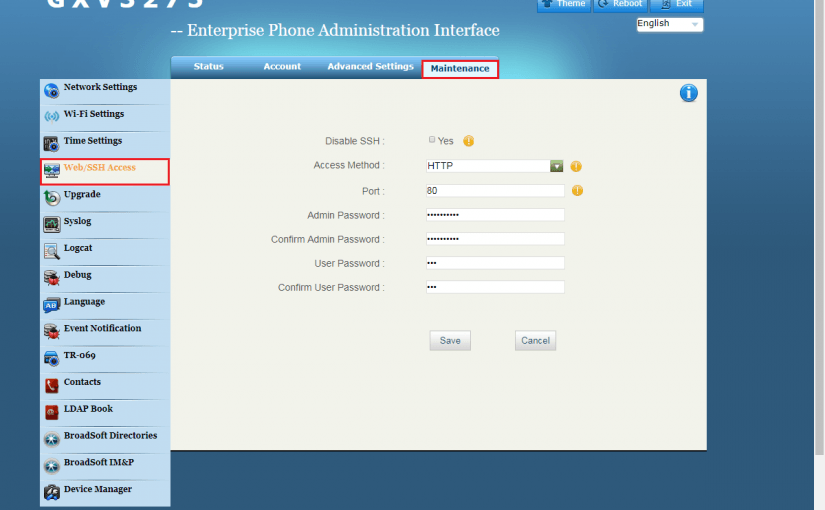 GXV3275
Theme Reboot Exit
-- Enterprise Phone Administration Interface
English
Status Account Advanced Settings Maintenance
Network Settings
Wi-Fi Settings
Time Settings
Web/SSH Access
Upgrade
Syslog
Logcat
Debug
Language
Event Notification
TR-069
Contacts
LDAP Book
BroadSoft Directories
BroadSoft IM&P
Device Manager
Disable SSH : Yes
Access Method : HTTP
Port : 80
Admin Password : ••••••••••
Confirm Admin Password : ••••••••••
User Password : •••
Confirm User Password : •••
Save Cancel